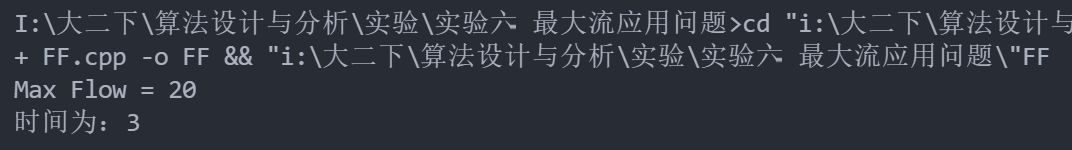 I:\大二下\算法设计与分析\实验\实验六 最大流应用问题>cd "i:\大二下\算法设计与
+ FF.cpp -o FF && "i:\大二下\算法设计与分析\实验\实验六 最大流应用问题\"FF
Max Flow = 20
时间为：3